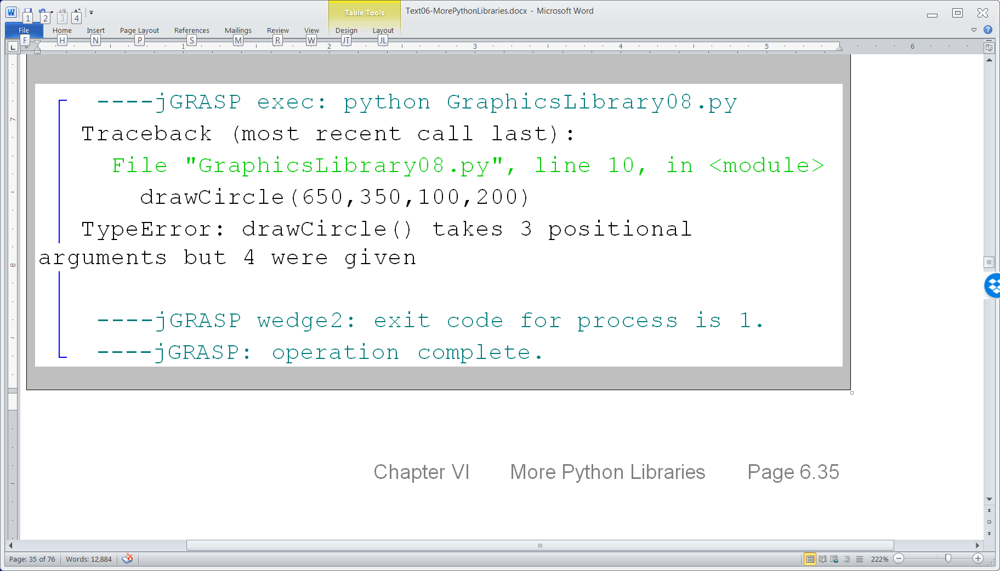 Table Tools
Text06-MorePythonLibraries.docx - Microsoft Word
1 2 3 4
File Home Insert Page Layout References Mailings Review View Design Layout
F H N P S M R W JT JL
1 2 3 4 5 6
7
8
----jGRASP exec: python GraphicsLibrary08.py
Traceback (most recent call last):
File "GraphicsLibrary08.py", line 10, in <module>
drawCircle(650,350,100,200)
TypeError: drawCircle() takes 3 positional
arguments but 4 were given
----jGRASP wedge2: exit code for process is 1.
----jGRASP: operation complete.
Chapter VI More Python Libraries Page 6.35
Page: 35 of 76 Words: 12,884 222%